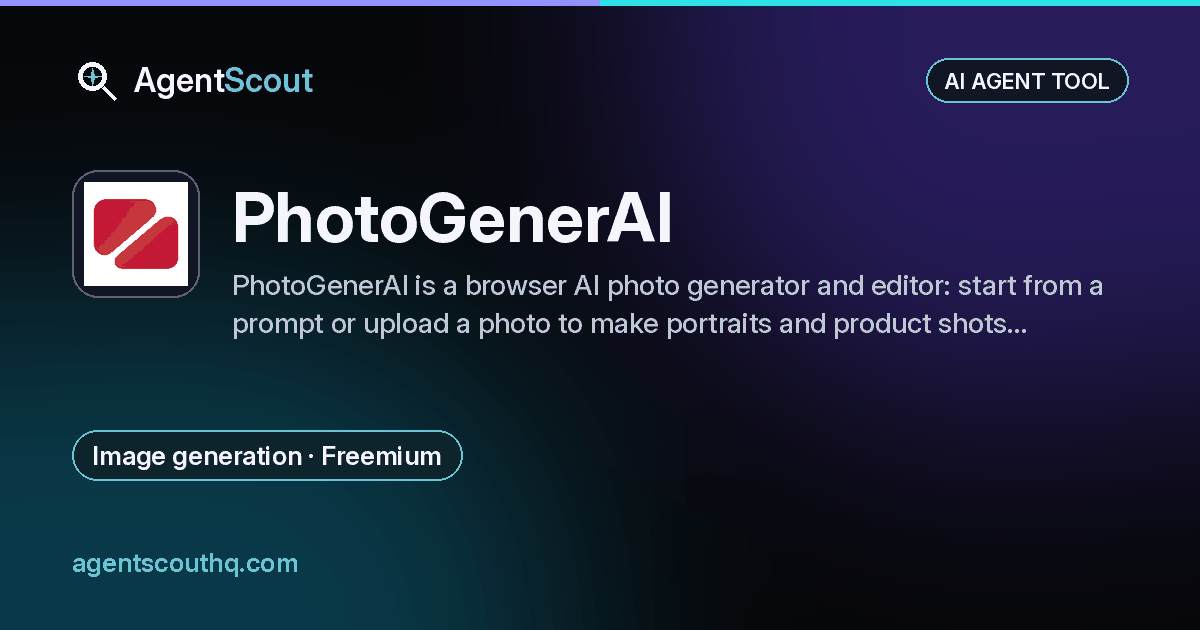 AgentScout
AI AGENT TOOL
PhotoGenerAI
PhotoGenerAI is a browser AI photo generator and editor: start from a
prompt or upload a photo to make portraits and product shots...
Image generation · Freemium
agentscouthq.com